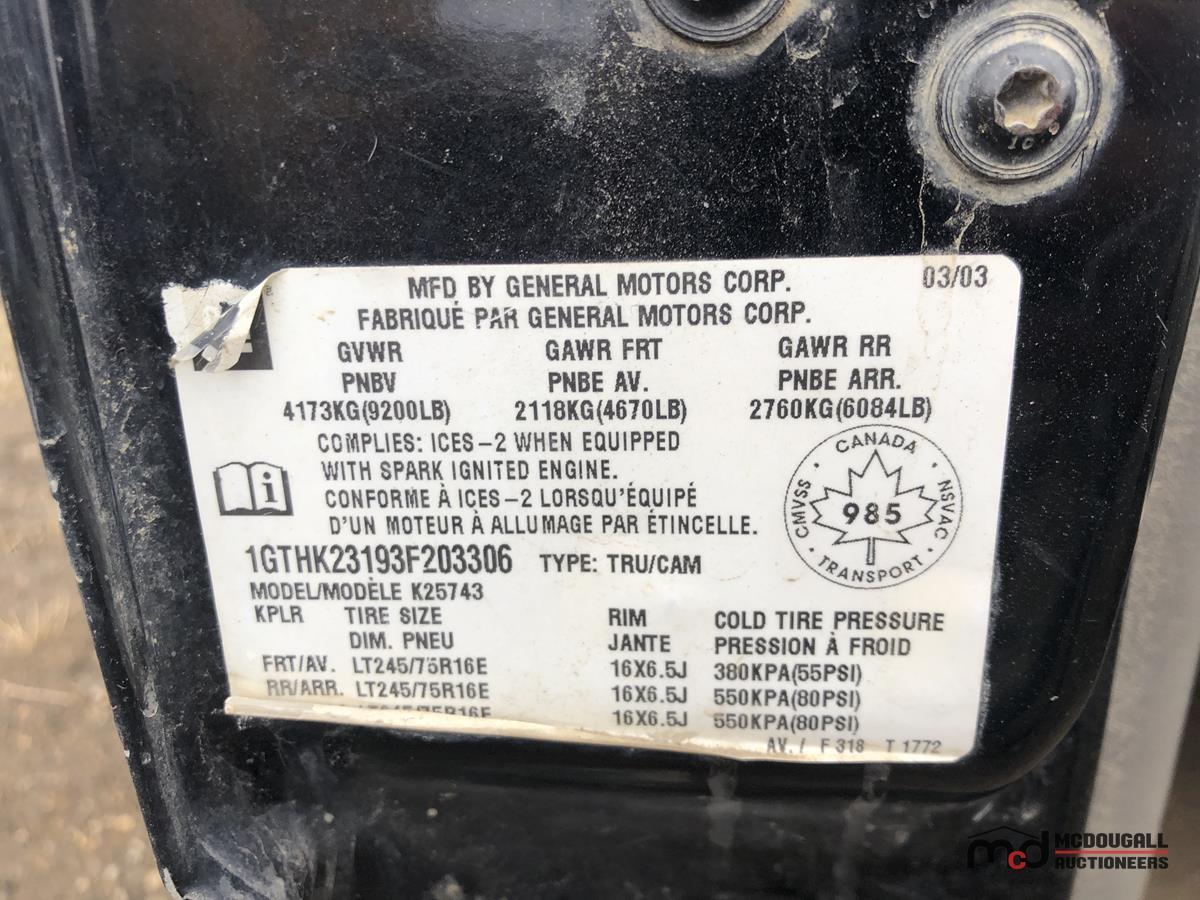 10
MFD BY GENERAL MOTORS CORP. 03/03
FABRIQUÉ PAR GENERAL MOTORS CORP.
GVWR GAWR FRT GAWR RR
PNBV PNBE AV. PNBE ARR.
4173KG(9200LB) 2118KG(4670LB) 2760KG(6084LB)
COMPLIES: ICES-2 WHEN EQUIPPED
WITH SPARK IGNITED ENGINE.
CONFORME À ICES-2 LORSQU'ÉQUIPÉ
D'UN MOTEUR À ALLUMAGE PAR ÉTINCELLE.
CANADA
CMVSS · 985 · NSVAC
TRANSPORT
1GTHK23193F203306 TYPE: TRU/CAM
MODEL/MODÈLE K25743
KPLR TIRE SIZE RIM COLD TIRE PRESSURE
DIM. PNEU JANTE PRESSION À FROID
FRT/AV. LT245/75R16E 16X6.5J 380KPA(55PSI)
RR/ARR. LT245/75R16E 16X6.5J 550KPA(80PSI)
LT245/75R16E 16X6.5J 550KPA(80PSI)
AV. F 318 T 1772
mcd MCDOUGALL
AUCTIONEERS